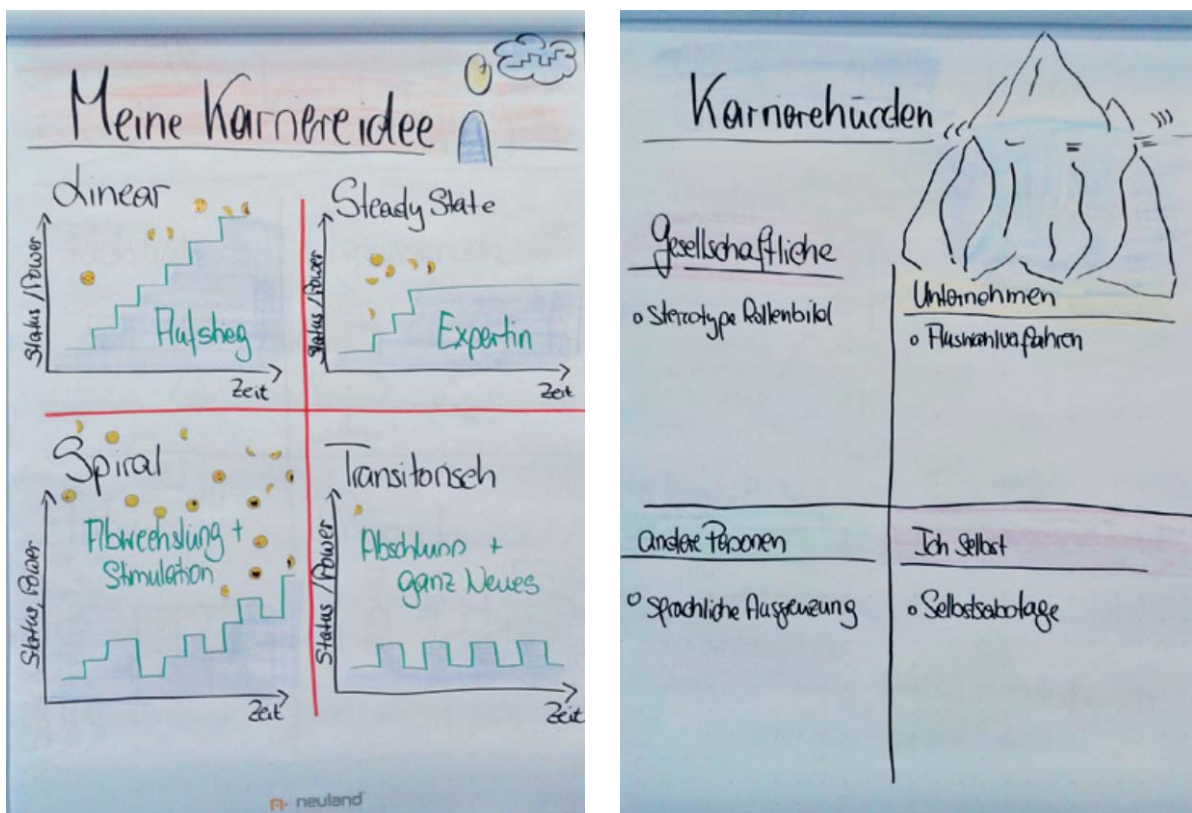 Meine Karriereidee
Linear
Status/Power
Aufstieg
Zeit
Steady State
Status/Power
Expertin
Zeit
Spiral
Status, Power
Abwechslung +
Stimulation
Zeit
Transitorisch
Status/Power
Abschluss +
ganz Neues
Zeit
neuland
Karrierehürden
Gesellschaftliche
o Stereotype Rollenbild
Unternehmen
o Auswahlverfahren
andere Personen
o Sprachliche Ausgrenzung
Ich Selbst
o Selbstsabotage